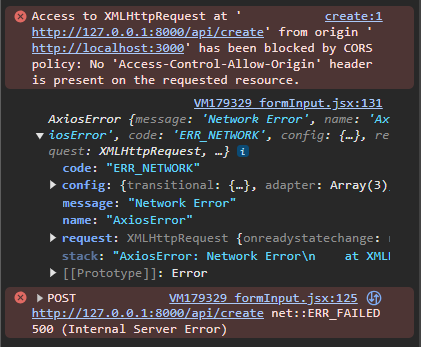 Access to XMLHttpRequest at ' create:1
http://127.0.0.1:8000/api/create' from origin '
http://localhost:3000' has been blocked by CORS
policy: No 'Access-Control-Allow-Origin' header
is present on the requested resource.
VM179329 formInput.jsx:131
AxiosError {message: 'Network Error', name: 'Ax
iosError', code: 'ERR_NETWORK', config: {…}, re
quest: XMLHttpRequest, …} i
code: "ERR_NETWORK"
config: {transitional: {…}, adapter: Array(3),
message: "Network Error"
name: "AxiosError"
request: XMLHttpRequest {onreadystatechange:
stack: "AxiosError: Network Error\n    at XML
[[Prototype]]: Error
POST VM179329 formInput.jsx:125
http://127.0.0.1:8000/api/create net::ERR_FAILED
500 (Internal Server Error)